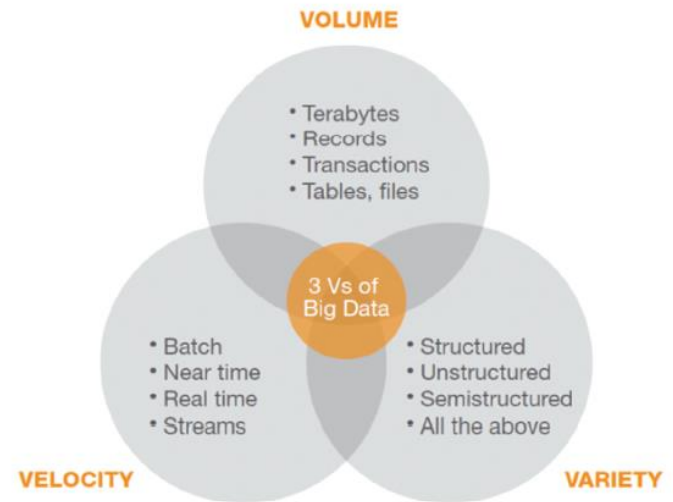 VOLUME
• Terabytes
• Records
• Transactions
• Tables, files
3 Vs of
Big Data
• Batch
• Near time
• Real time
• Streams
• Structured
• Unstructured
• Semistructured
• All the above
VELOCITY
VARIETY